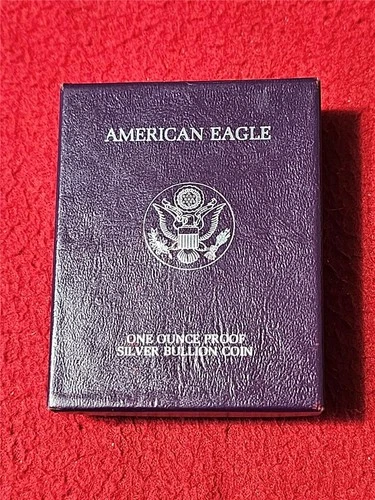 AMERICAN EAGLE
ONE OUNCE PROOF
SILVER BULLION COIN